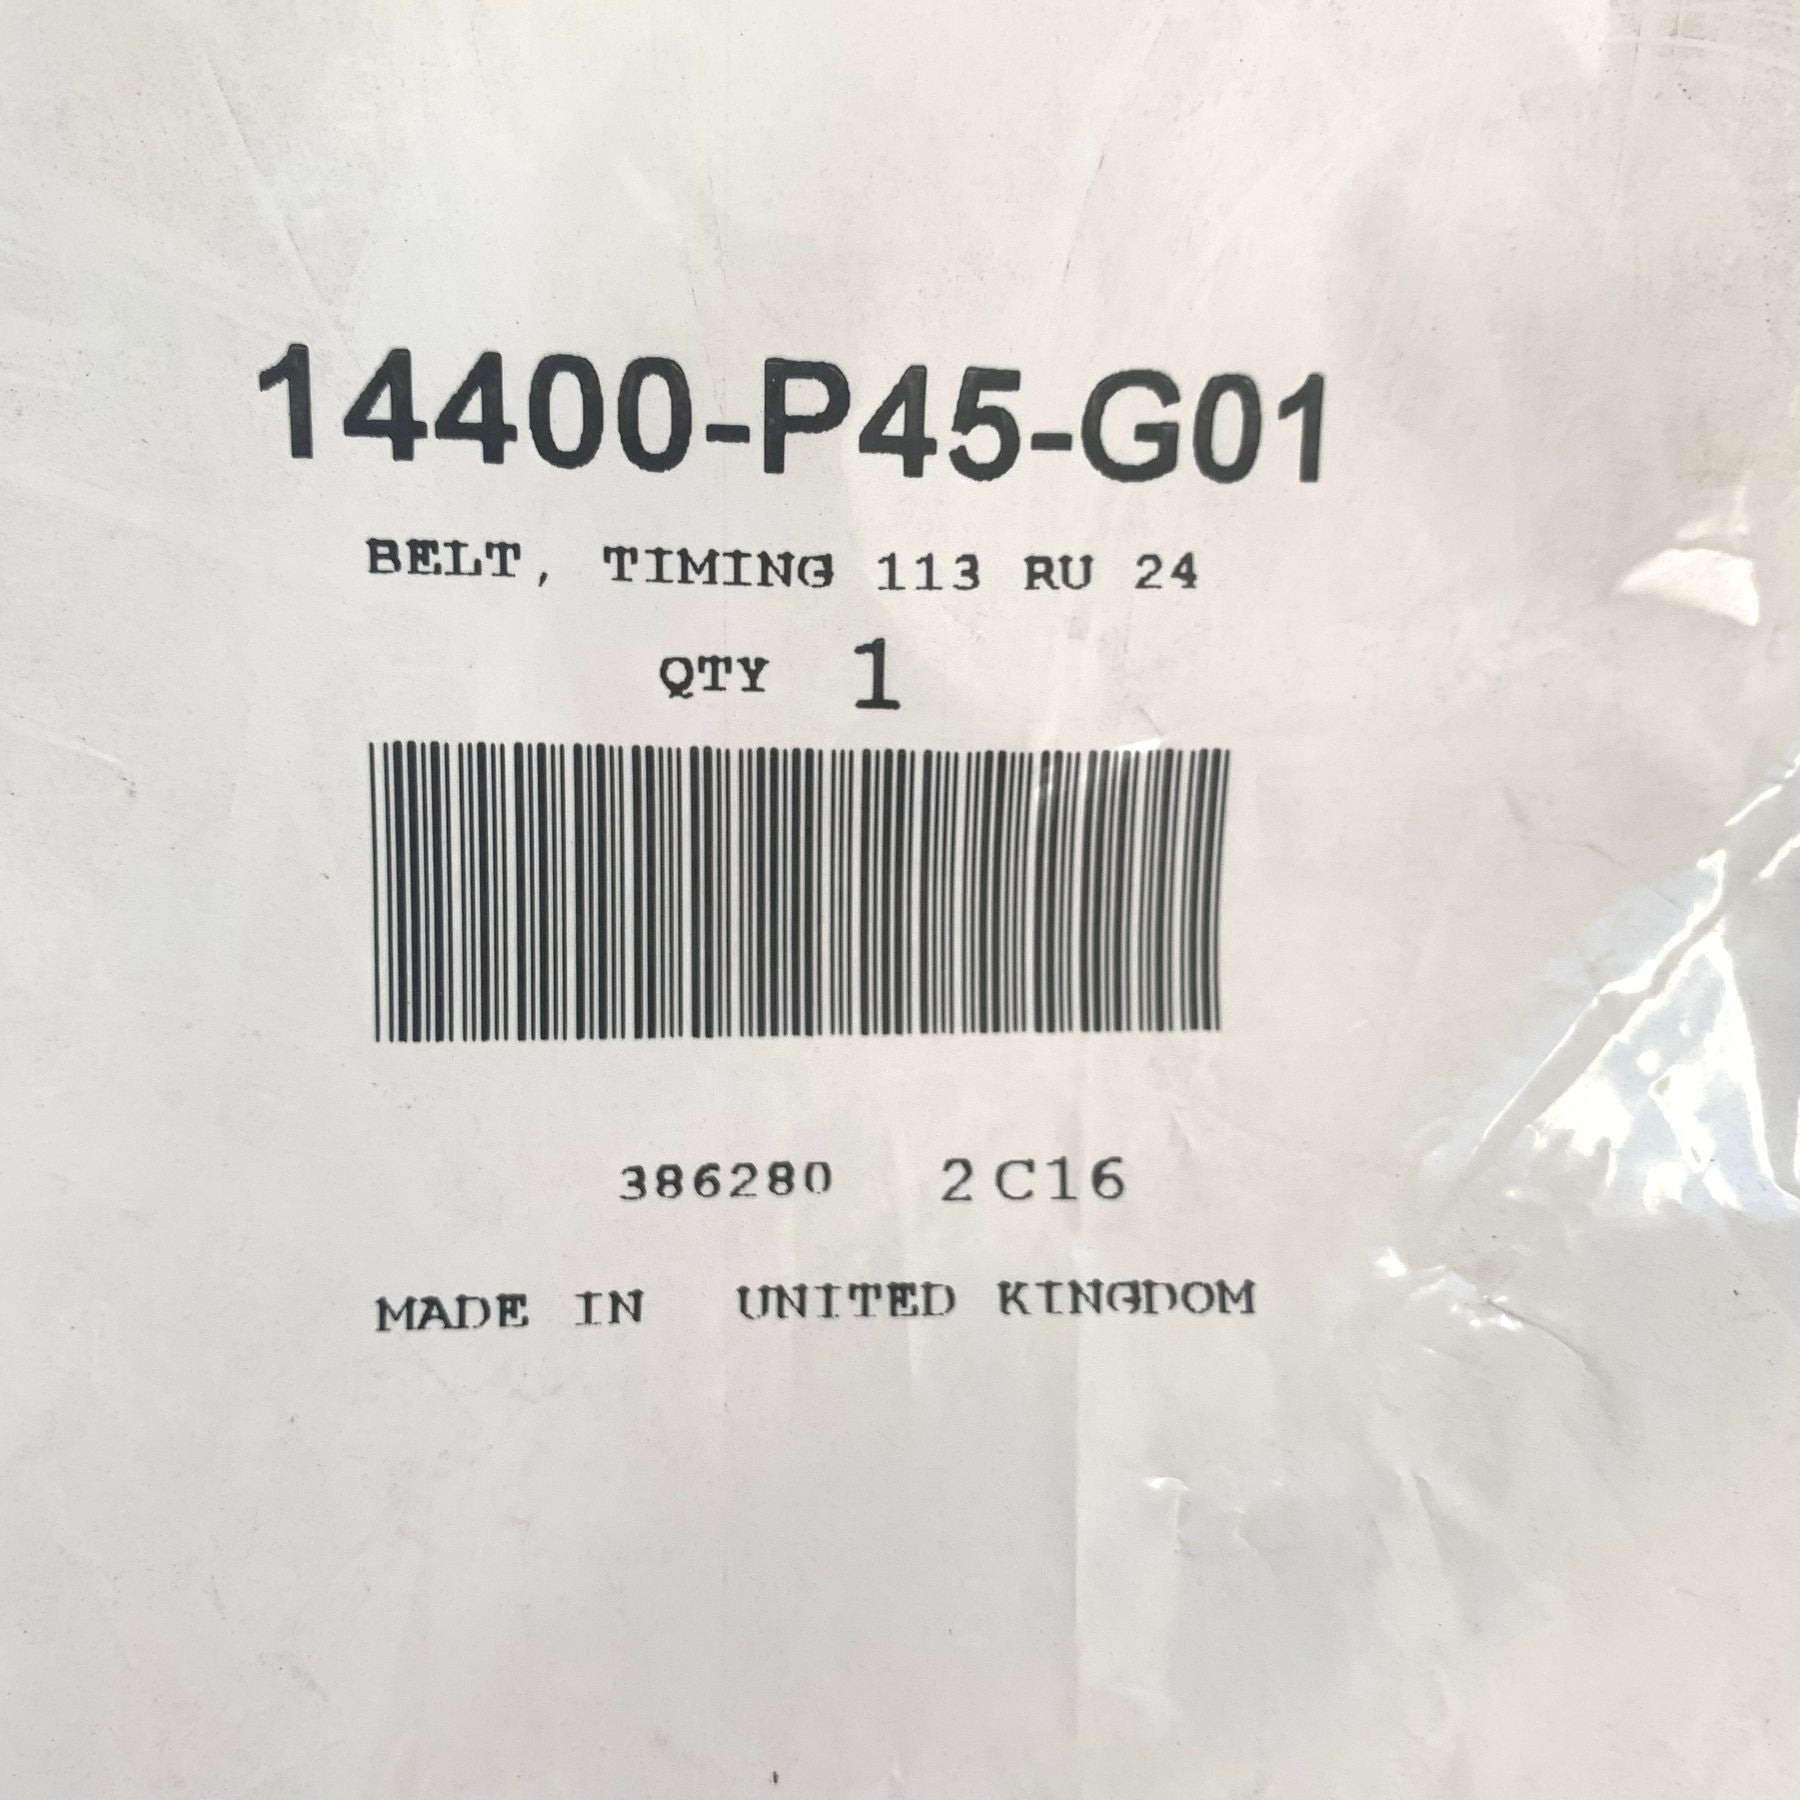 14400-P45-G01
BELT, TIMING 113 RU 24
QTY 1
386280 2C16
MADE IN UNITED KINGDOM